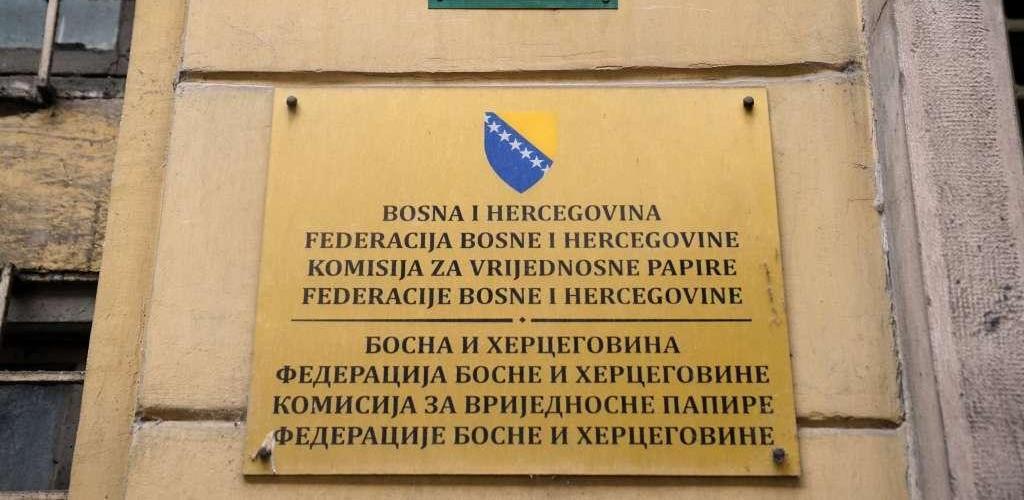 BOSNA I HERCEGOVINA
FEDERACIJA BOSNE I HERCEGOVINE
KOMISIJA ZA VRIJEDNOSNE PAPIRE
FEDERACIJE BOSNE I HERCEGOVINE
БОСНА И ХЕРЦЕГОВИНА
ФЕДЕРАЦИЈА БОСНЕ И ХЕРЦЕГОВИНЕ
КОМИСИЈА ЗА ВРИЈЕДНОСНЕ ПАПИРЕ
ФЕДЕРАЦИЈЕ БОСНЕ И ХЕРЦЕГОВИНЕ